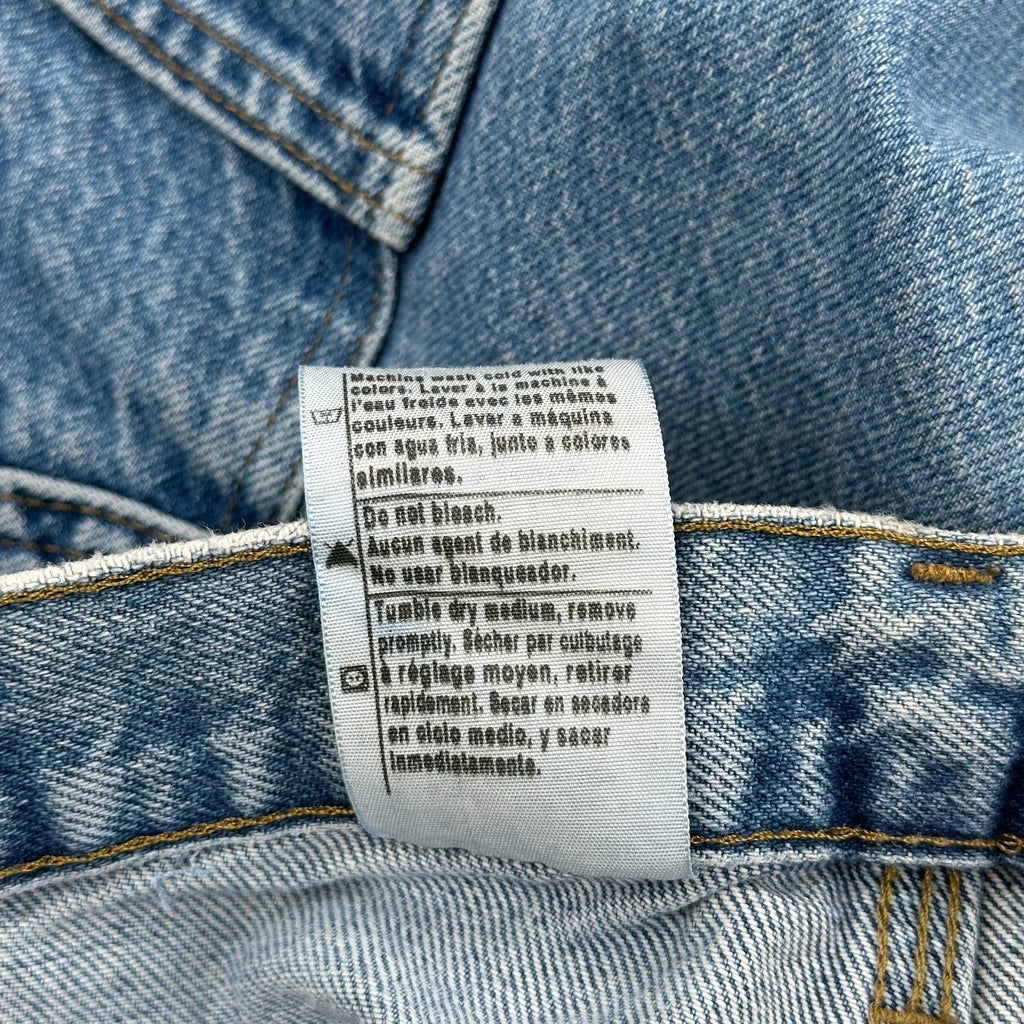 Machine wash cold with like
colors. Laver à la machine à
l'eau froide avec les mêmes
couleurs. Lavar a máquina
con agua fria, junto a colores
similares.
Do not bleach.
Aucun agent de blanchiment.
No usar blanqueador.
Tumble dry medium, remove
promptly. Sécher par culbutage
à réglage moyen, retirer
rapidement. Secar en secadora
en ciclo medio, y sacar
inmediatamente.